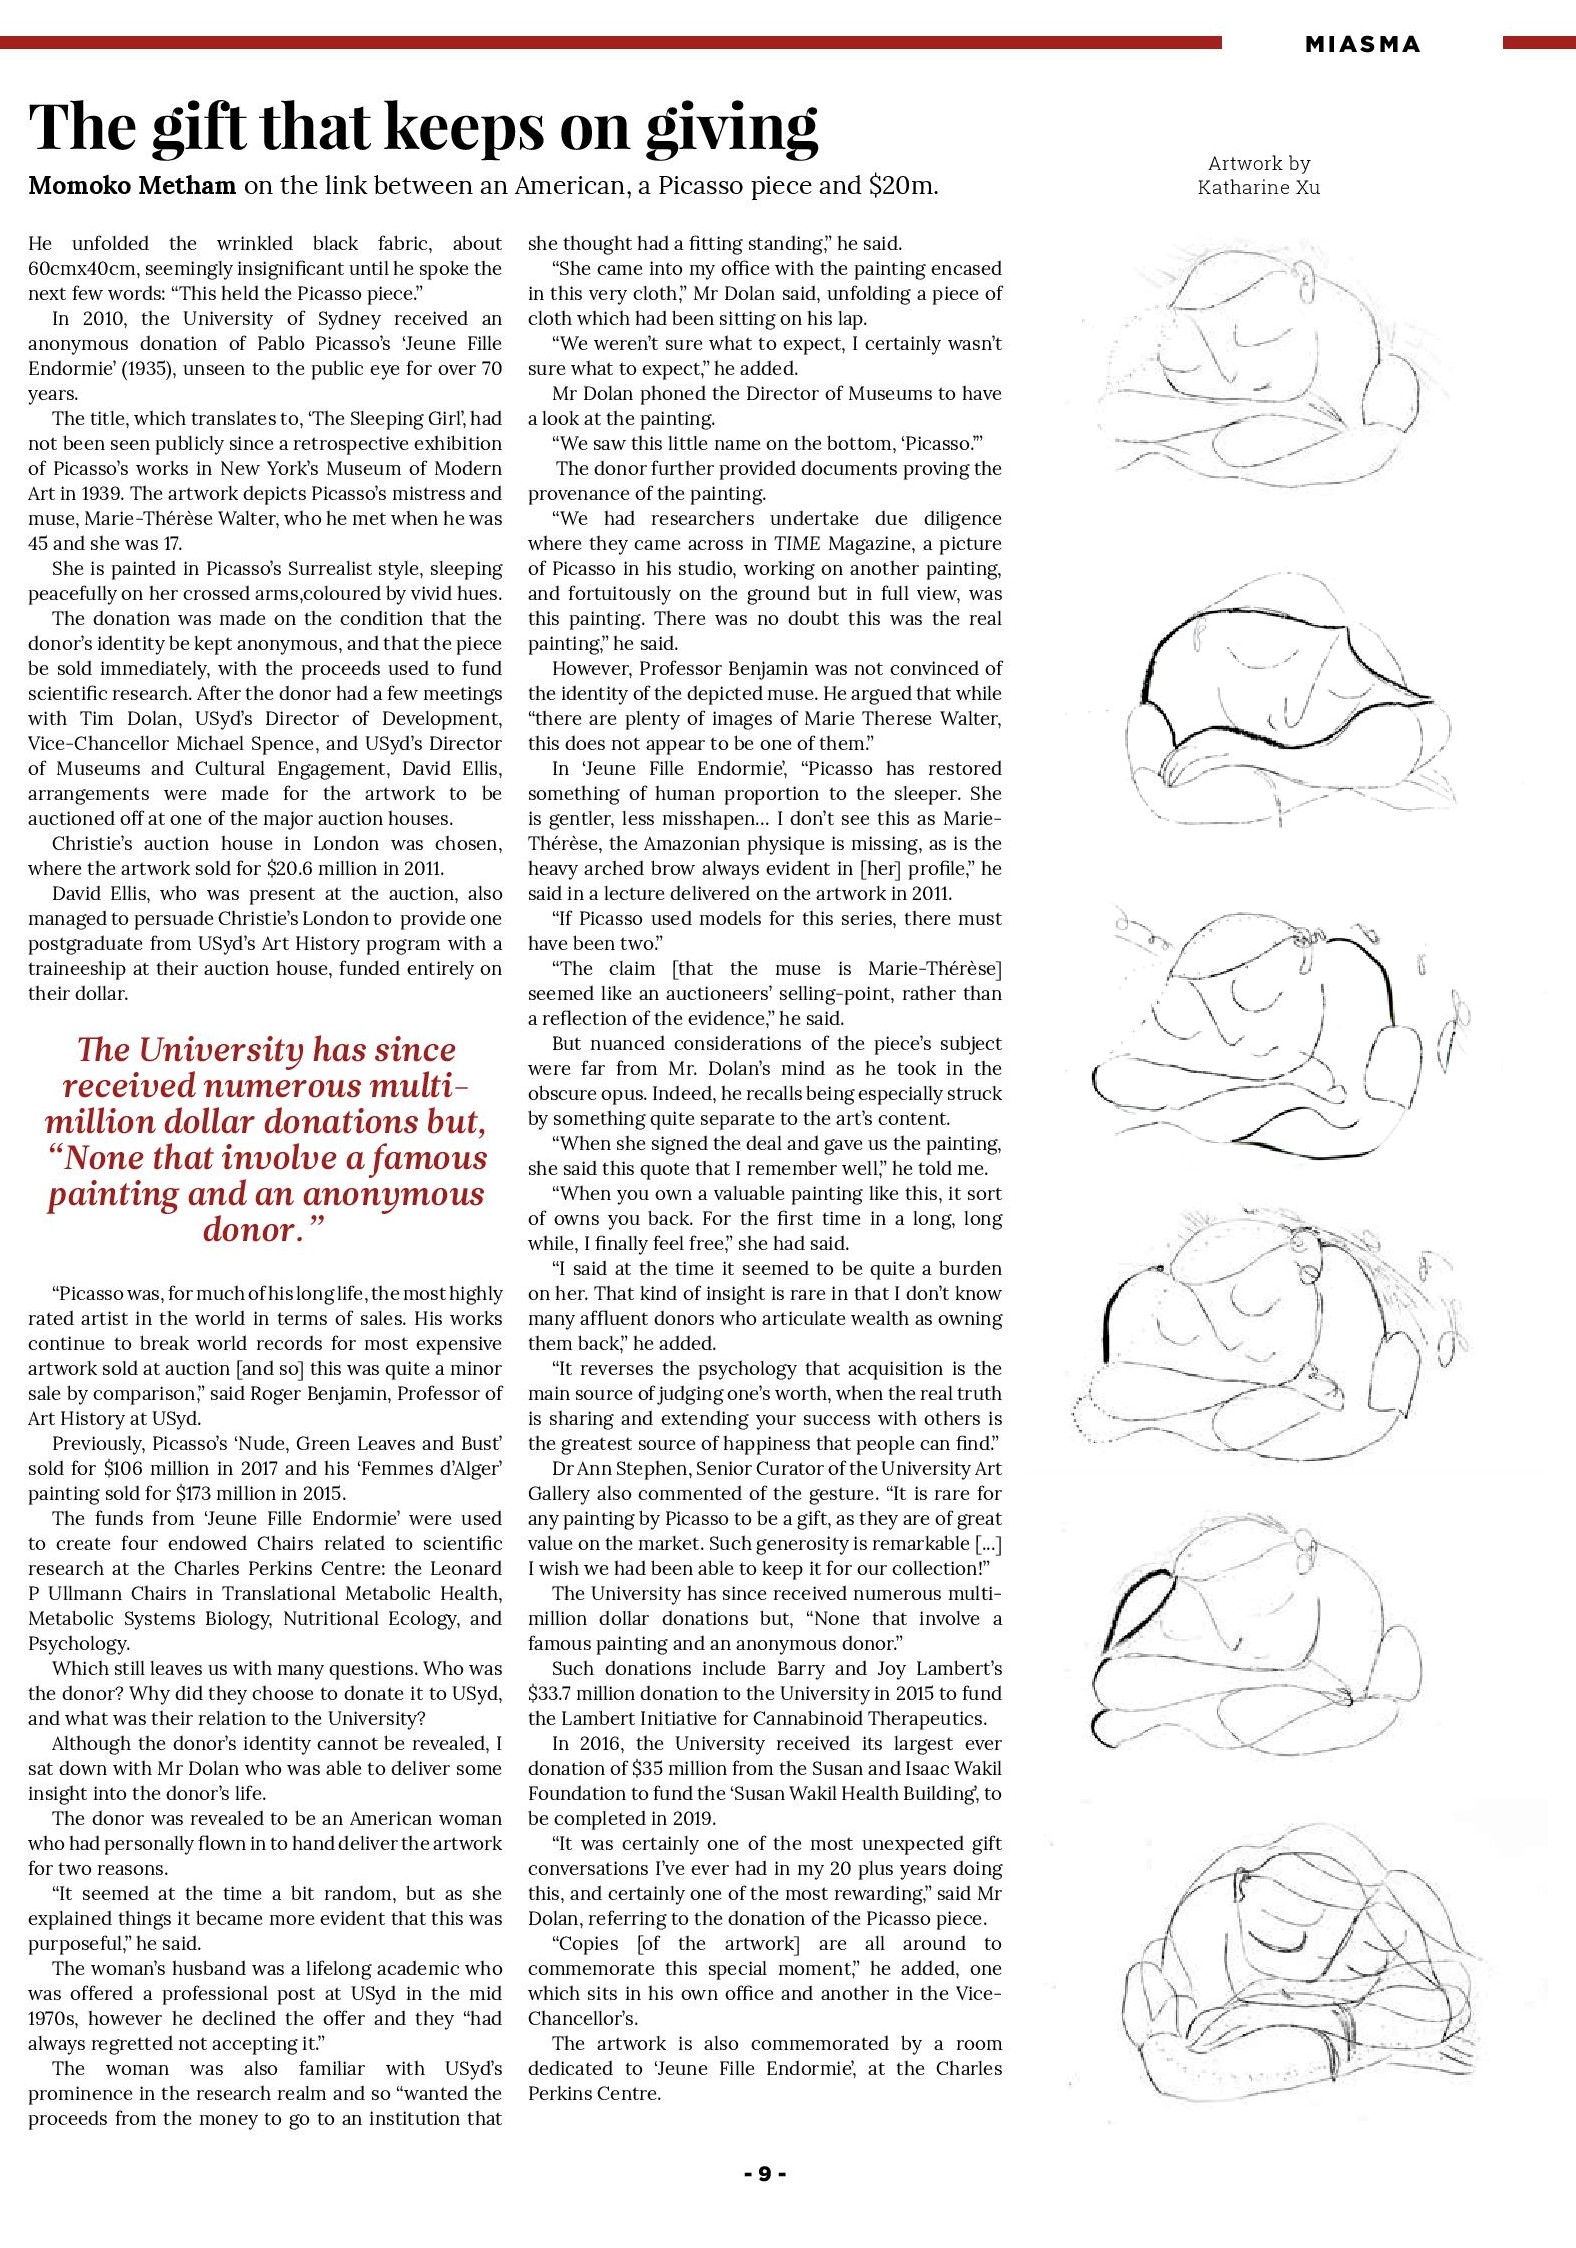 MIASMA
The gift that keeps on giving
Momoko Metham on the link between an American, a Picasso piece and $20m.
Artwork by
Katharine Xu
He unfolded the wrinkled black fabric, about
60cmx40cm, seemingly insignificant until he spoke the
next few words: “This held the Picasso piece.”
In 2010, the University of Sydney received an
anonymous donation of Pablo Picasso’s ‘Jeune Fille
Endormie’ (1935), unseen to the public eye for over 70
years.
The title, which translates to, ‘The Sleeping Girl’, had
not been seen publicly since a retrospective exhibition
of Picasso’s works in New York’s Museum of Modern
Art in 1939. The artwork depicts Picasso’s mistress and
muse, Marie-Thérèse Walter, who he met when he was
45 and she was 17.
She is painted in Picasso’s Surrealist style, sleeping
peacefully on her crossed arms,coloured by vivid hues.
The donation was made on the condition that the
donor’s identity be kept anonymous, and that the piece
be sold immediately, with the proceeds used to fund
scientific research. After the donor had a few meetings
with Tim Dolan, USyd’s Director of Development,
Vice-Chancellor Michael Spence, and USyd’s Director
of Museums and Cultural Engagement, David Ellis,
arrangements were made for the artwork to be
auctioned off at one of the major auction houses.
Christie’s auction house in London was chosen,
where the artwork sold for $20.6 million in 2011.
David Ellis, who was present at the auction, also
managed to persuade Christie’s London to provide one
postgraduate from USyd’s Art History program with a
traineeship at their auction house, funded entirely on
their dollar.
The University has since
received numerous multi-
million dollar donations but,
“None that involve a famous
painting and an anonymous
donor.”
“Picasso was, for much of his long life, the most highly
rated artist in the world in terms of sales. His works
continue to break world records for most expensive
artwork sold at auction [and so] this was quite a minor
sale by comparison,” said Roger Benjamin, Professor of
Art History at USyd.
Previously, Picasso’s ‘Nude, Green Leaves and Bust’
sold for $106 million in 2017 and his ‘Femmes d’Alger’
painting sold for $173 million in 2015.
The funds from ‘Jeune Fille Endormie’ were used
to create four endowed Chairs related to scientific
research at the Charles Perkins Centre: the Leonard
P Ullmann Chairs in Translational Metabolic Health,
Metabolic Systems Biology, Nutritional Ecology, and
Psychology.
Which still leaves us with many questions. Who was
the donor? Why did they choose to donate it to USyd,
and what was their relation to the University?
Although the donor’s identity cannot be revealed, I
sat down with Mr Dolan who was able to deliver some
insight into the donor’s life.
The donor was revealed to be an American woman
who had personally flown in to hand deliver the artwork
for two reasons.
“It seemed at the time a bit random, but as she
explained things it became more evident that this was
purposeful,” he said.
The woman’s husband was a lifelong academic who
was offered a professional post at USyd in the mid
1970s, however he declined the offer and they “had
always regretted not accepting it.”
The woman was also familiar with USyd’s
prominence in the research realm and so “wanted the
proceeds from the money to go to an institution that
she thought had a fitting standing,” he said.
“She came into my office with the painting encased
in this very cloth,” Mr Dolan said, unfolding a piece of
cloth which had been sitting on his lap.
“We weren’t sure what to expect, I certainly wasn’t
sure what to expect,” he added.
Mr Dolan phoned the Director of Museums to have
a look at the painting.
“We saw this little name on the bottom, ‘Picasso.’”
The donor further provided documents proving the
provenance of the painting.
“We had researchers undertake due diligence
where they came across in TIME Magazine, a picture
of Picasso in his studio, working on another painting,
and fortuitously on the ground but in full view, was
this painting. There was no doubt this was the real
painting,” he said.
However, Professor Benjamin was not convinced of
the identity of the depicted muse. He argued that while
“there are plenty of images of Marie Therese Walter,
this does not appear to be one of them.”
In ‘Jeune Fille Endormie’, “Picasso has restored
something of human proportion to the sleeper. She
is gentler, less misshapen... I don’t see this as Marie-
Thérèse, the Amazonian physique is missing, as is the
heavy arched brow always evident in [her] profile,” he
said in a lecture delivered on the artwork in 2011.
“If Picasso used models for this series, there must
have been two.”
“The claim [that the muse is Marie-Thérèse]
seemed like an auctioneers’ selling-point, rather than
a reflection of the evidence,” he said.
But nuanced considerations of the piece’s subject
were far from Mr. Dolan’s mind as he took in the
obscure opus. Indeed, he recalls being especially struck
by something quite separate to the art’s content.
“When she signed the deal and gave us the painting,
she said this quote that I remember well,” he told me.
“When you own a valuable painting like this, it sort
of owns you back. For the first time in a long, long
while, I finally feel free,” she had said.
“I said at the time it seemed to be quite a burden
on her. That kind of insight is rare in that I don’t know
many affluent donors who articulate wealth as owning
them back,” he added.
“It reverses the psychology that acquisition is the
main source of judging one’s worth, when the real truth
is sharing and extending your success with others is
the greatest source of happiness that people can find.”
Dr Ann Stephen, Senior Curator of the University Art
Gallery also commented of the gesture. “It is rare for
any painting by Picasso to be a gift, as they are of great
value on the market. Such generosity is remarkable [...]
I wish we had been able to keep it for our collection!”
The University has since received numerous multi-
million dollar donations but, “None that involve a
famous painting and an anonymous donor.”
Such donations include Barry and Joy Lambert’s
$33.7 million donation to the University in 2015 to fund
the Lambert Initiative for Cannabinoid Therapeutics.
In 2016, the University received its largest ever
donation of $35 million from the Susan and Isaac Wakil
Foundation to fund the ‘Susan Wakil Health Building’, to
be completed in 2019.
“It was certainly one of the most unexpected gift
conversations I’ve ever had in my 20 plus years doing
this, and certainly one of the most rewarding,” said Mr
Dolan, referring to the donation of the Picasso piece.
“Copies [of the artwork] are all around to
commemorate this special moment,” he added, one
which sits in his own office and another in the Vice-
Chancellor’s.
The artwork is also commemorated by a room
dedicated to ‘Jeune Fille Endormie’, at the Charles
Perkins Centre.
- 9 -